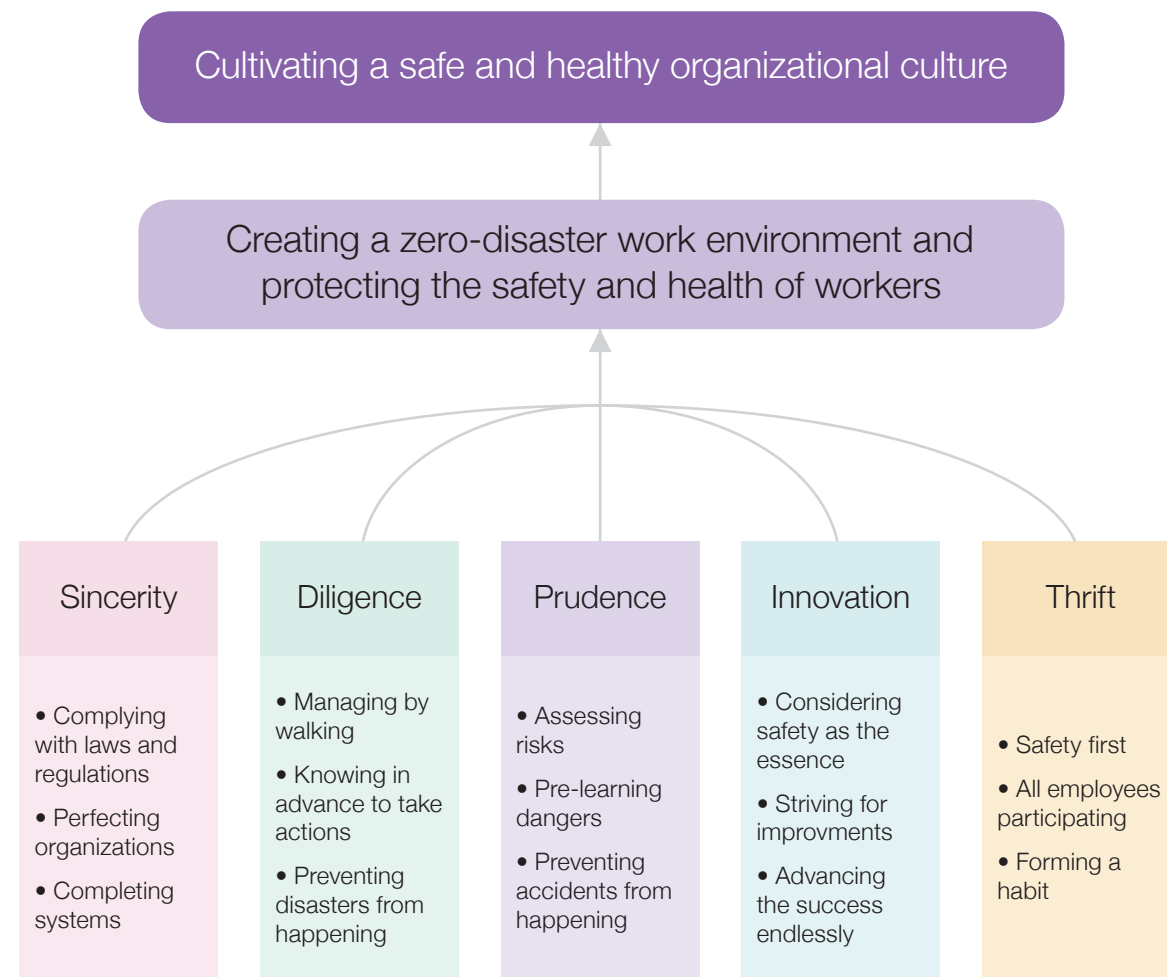 Cultivating a safe and healthy organizational culture
Creating a zero-disaster work environment and
protecting the safety and health of workers
Sincerity
• Complying
with laws and
regulations
• Perfecting
organizations
• Completing
systems
Diligence
• Managing by
walking
• Knowing in
advance to take
actions
• Preventing
disasters from
happening
Prudence
• Assessing
risks
• Pre-learning
dangers
• Preventing
accidents from
happening
Innovation
• Considering
safety as the
essence
• Striving for
improvments
• Advancing
the success
endlessly
Thrift
• Safety first
• All employees
participating
• Forming a
habit